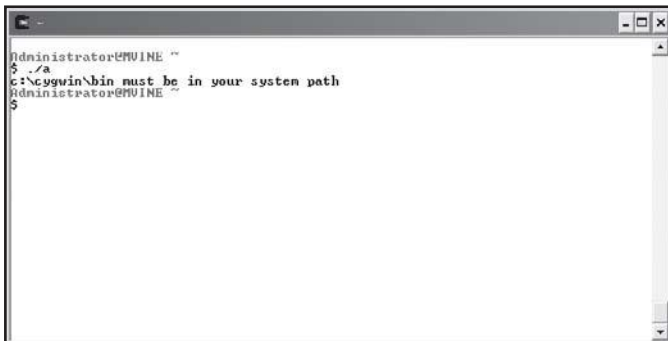 ~
Administrator@MVINE ~
$ ./a
c:\cygwin\bin must be in your system path
Administrator@MVINE ~
$